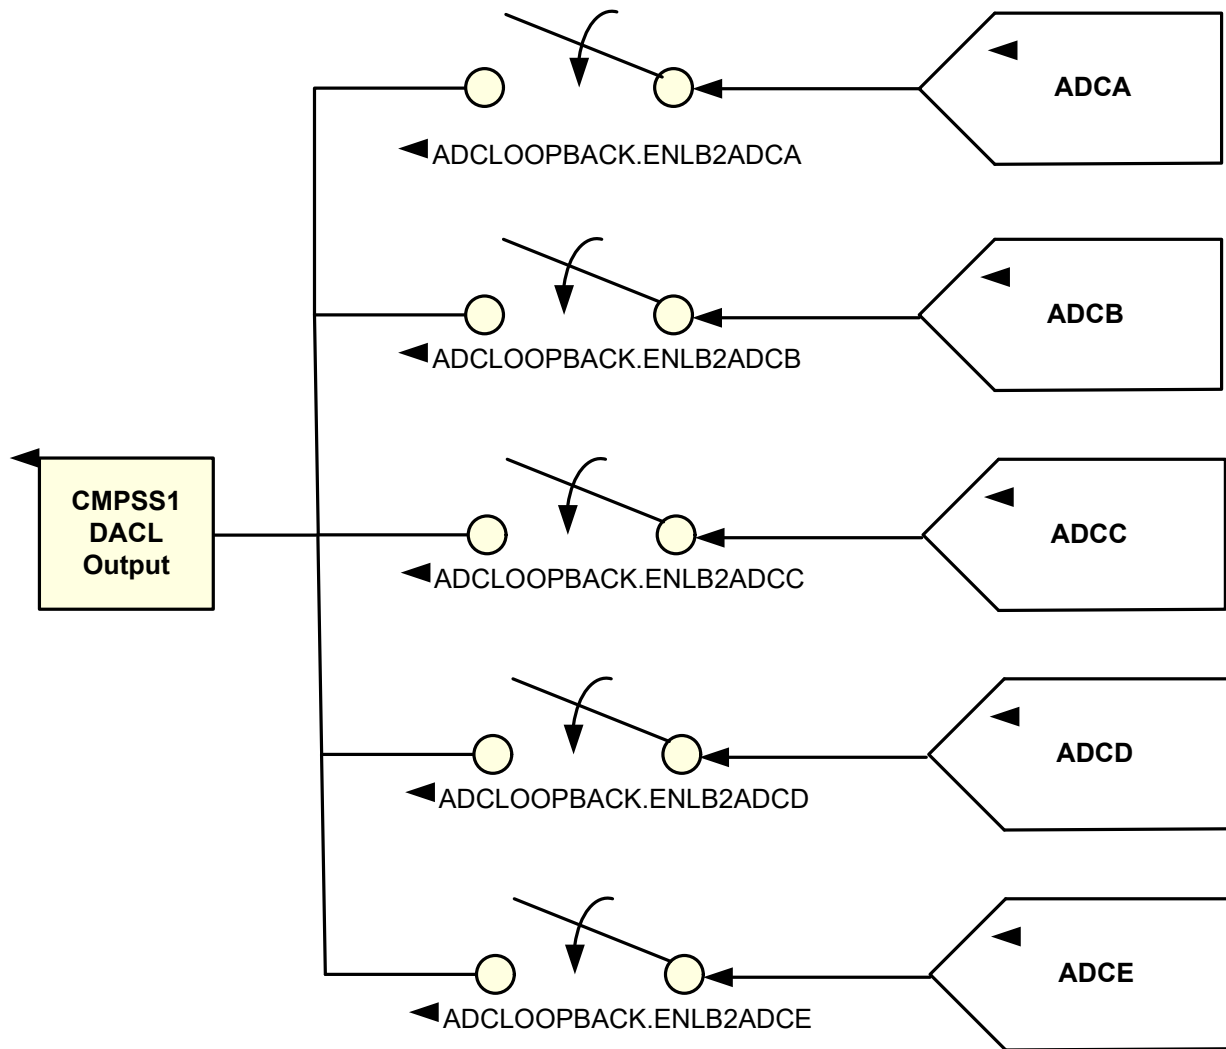 ADCA
ADCLOOPBACK.ENLB2ADCA
ADCB
ADCLOOPBACK.ENLB2ADCB
CMPSS1
DACL
Output
ADCC
ADCLOOPBACK.ENLB2ADCC
ADCD
ADCLOOPBACK.ENLB2ADCD
ADCE
ADCLOOPBACK.ENLB2ADCE